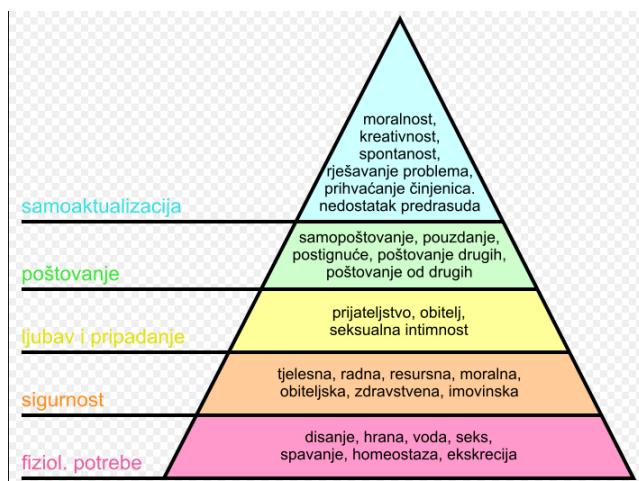 moralnost,
kreativnost,
spontanost,
rješavanje problema,
prihvaćanje činjenica.
nedostatak predrasuda
samoaktualizacija
samopoštovanje, pouzdanje,
postignuće, poštovanje drugih,
poštovanje od drugih
poštovanje
prijateljstvo, obitelj,
seksualna intimnost
ljubav i pripadanje
tjelesna, radna, resursna, moralna,
obiteljska, zdravstvena, imovinska
sigurnost
disanje, hrana, voda, seks,
spavanje, homeostaza, ekskrecija
fiziol. potrebe